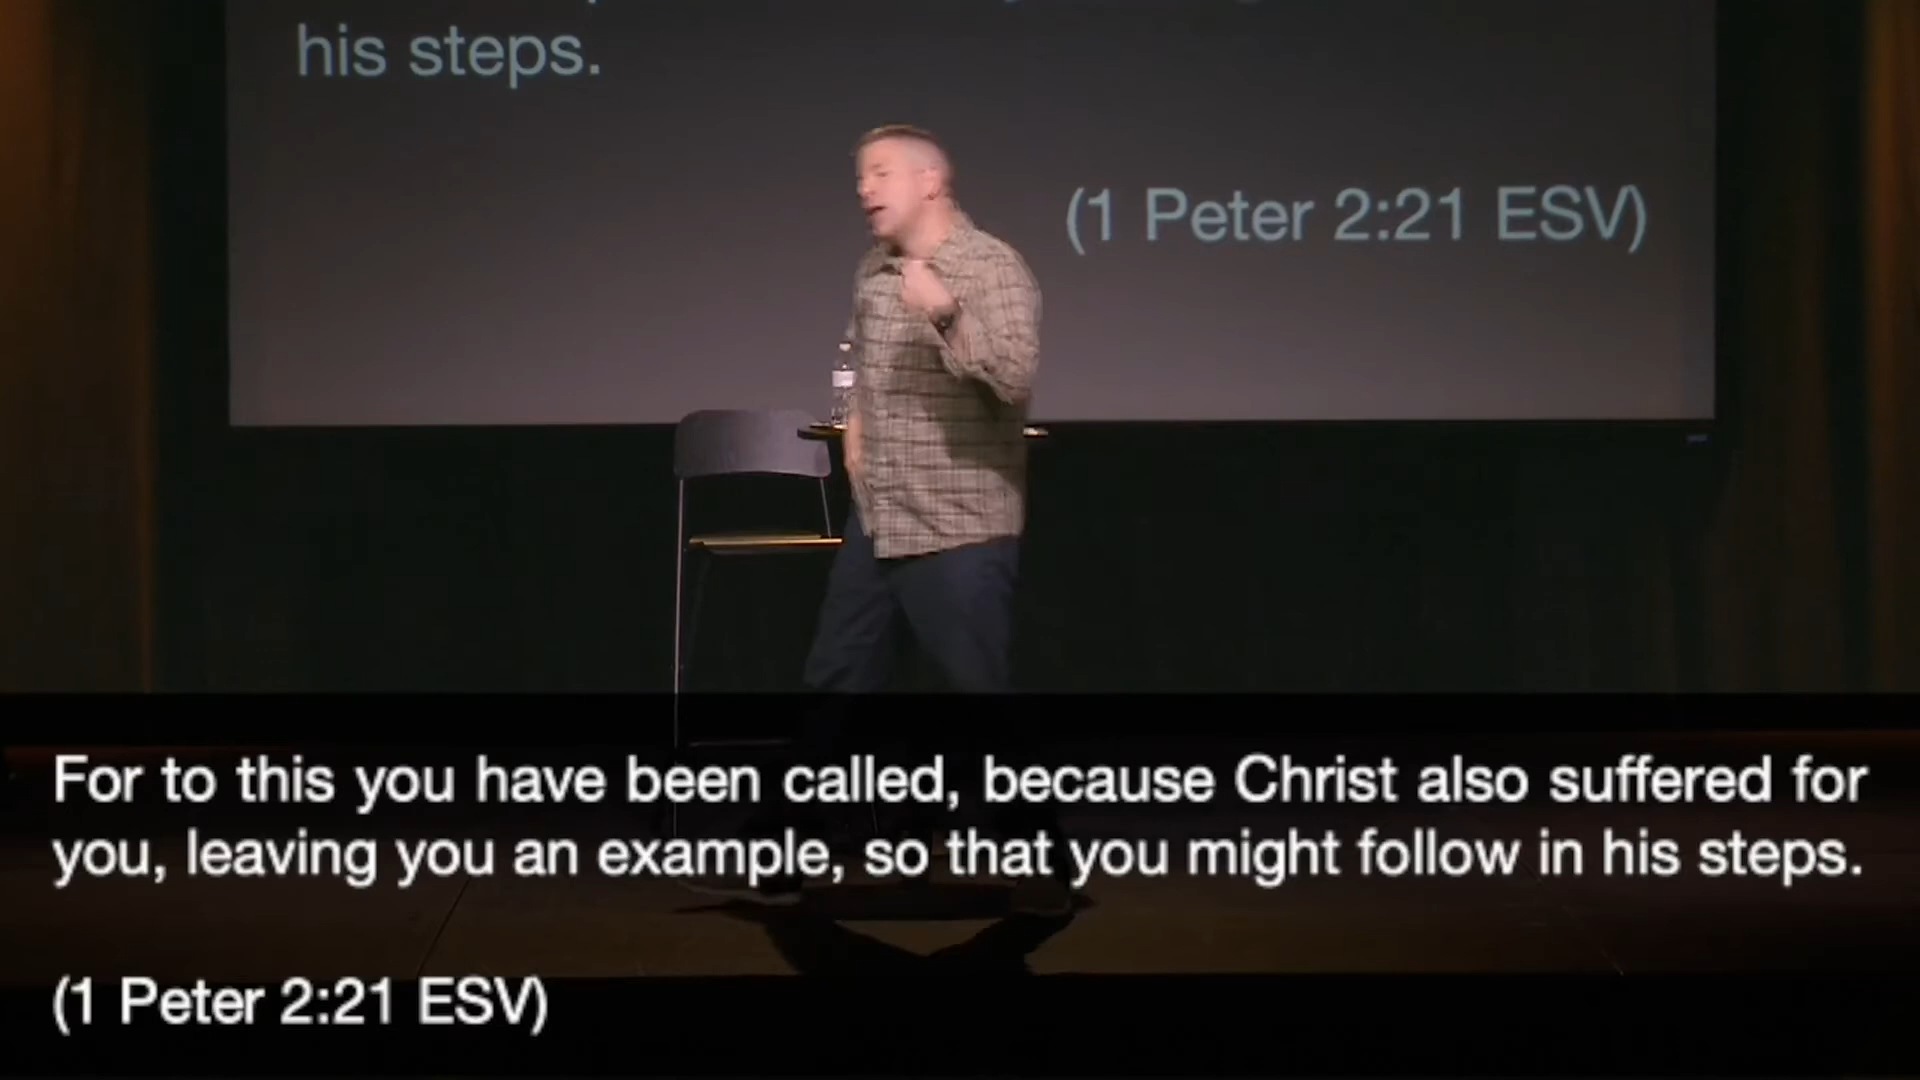 his steps.
(1 Peter 2:21 ESV)
For to this you have been called, because Christ also suffered for
you, leaving you an example, so that you might follow in his steps.
(1 Peter 2:21 ESV)